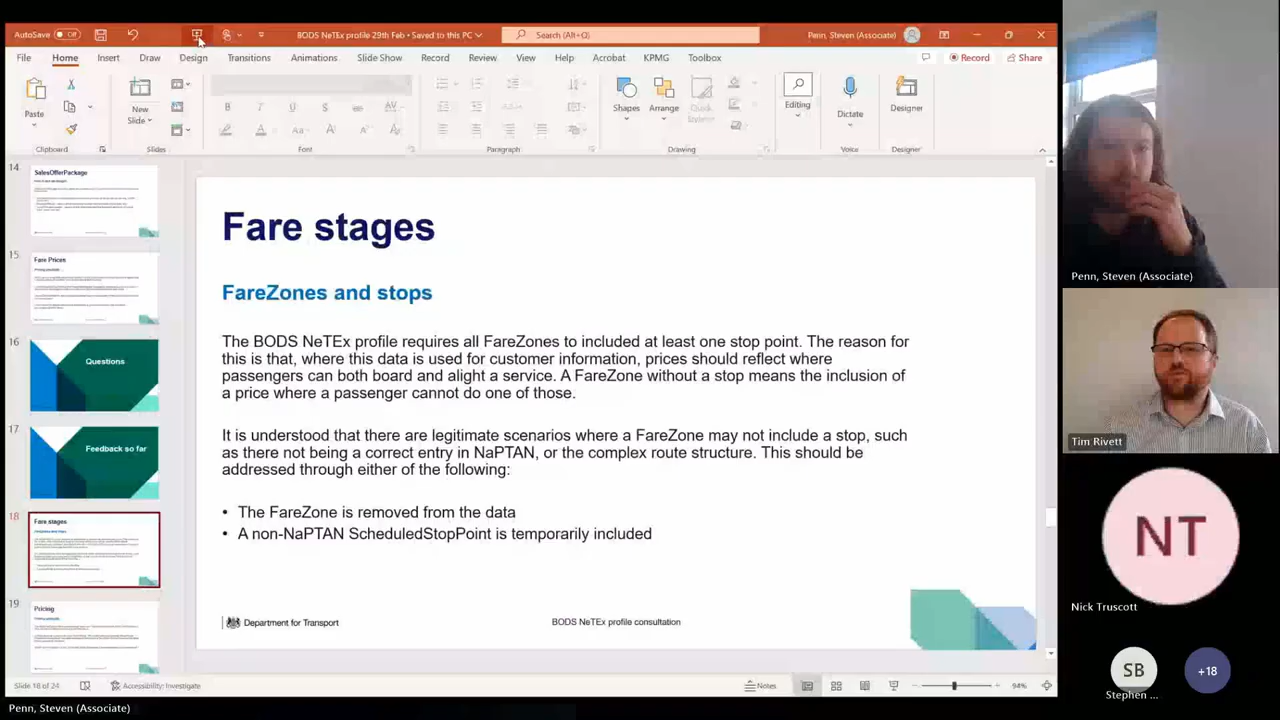 AutoSave Off BODS NeTEx profile 29th Feb • Saved to this PC Search (Alt+Q) Penn, Steven (Associate)
File Home Insert Draw Design Transitions Animations Slide Show Record Review View Help Acrobat KPMG Toolbox Record Share
Paste New Slide Shapes Arrange Quick Styles Editing Dictate Designer
Clipboard Slides Font Paragraph Drawing Voice Designer
14
SalesOfferPackage
15
Fare Prices
16
Questions
17
Feedback so far
18
Fare stages
19
Pricing
Fare stages
FareZones and stops
The BODS NeTEx profile requires all FareZones to included at least one stop point. The reason for
this is that, where this data is used for customer information, prices should reflect where
passengers can both board and alight a service. A FareZone without a stop means the inclusion of
a price where a passenger cannot do one of those.
It is understood that there are legitimate scenarios where a FareZone may not include a stop, such
as there not being a correct entry in NaPTAN, or the complex route structure. This should be
addressed through either of the following:
• The FareZone is removed from the data
• A non-NaPTAN ScheduledStopPoint is temporarily included
Department for Transport BODS NeTEx profile consultation
Slide 18 of 24 Accessibility: Investigate Notes 94%
Penn, Steven (Associate)
Penn, Steven (Associate)
Tim Rivett
NT
Nick Truscott
SB
+18
Stephen ...